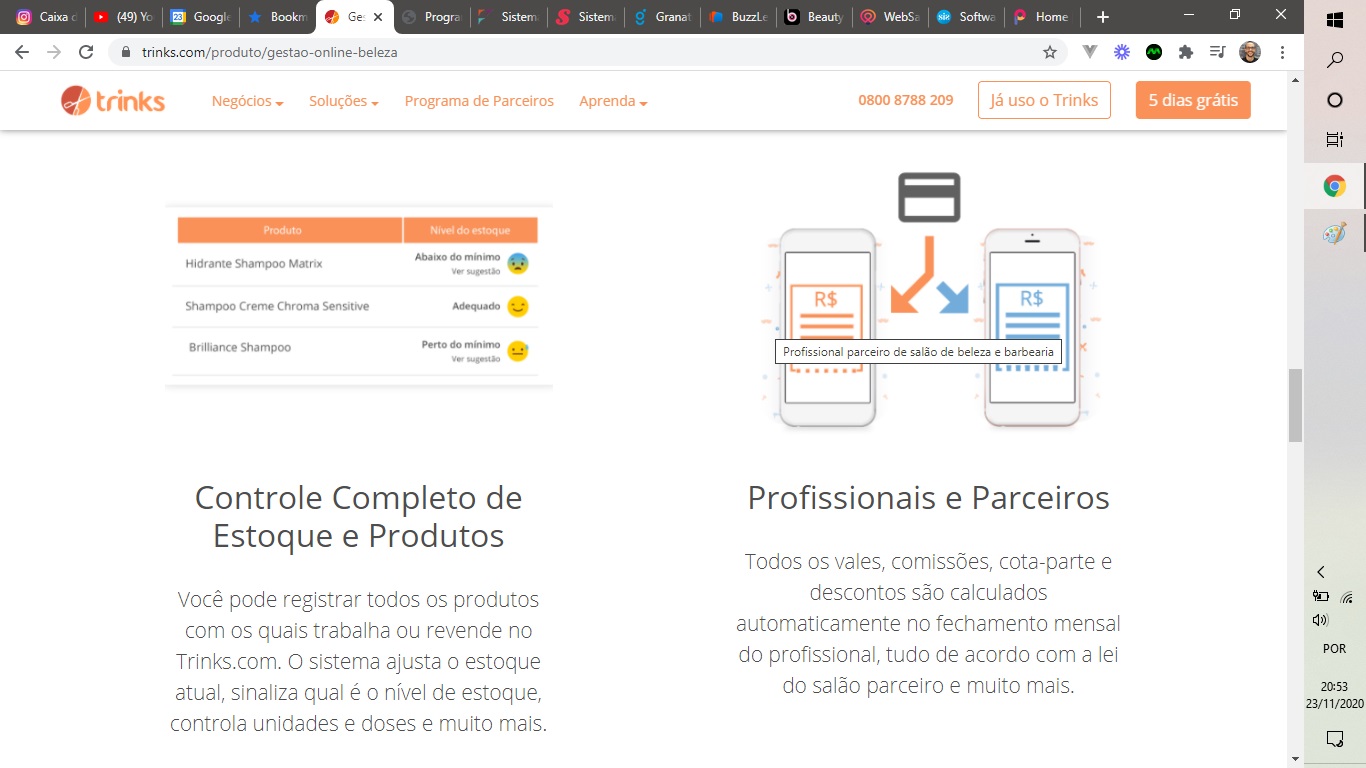 Caixa d
(49) Yo
23
Google
Bookm
Ges
Progra
Sistem
Sistem
Granat
BuzzLe
Beauty
WebSa
Softwa
Home
trinks.com/produto/gestao-online-beleza
trinks
Negócios
Soluções
Programa de Parceiros
Aprenda
0800 8788 209
Já uso o Trinks
5 dias grátis
Produto
Nível do estoque
Hidrante Shampoo Matrix
Abaixo do mínimo
Ver sugestão
Shampoo Creme Chroma Sensitive
Adequado
Brilliance Shampoo
Perto do mínimo
Ver sugestão
R$
R$
Profissional parceiro de salão de beleza e barbearia
Controle Completo de
Estoque e Produtos
Você pode registrar todos os produtos
com os quais trabalha ou revende no
Trinks.com. O sistema ajusta o estoque
atual, sinaliza qual é o nível de estoque,
controla unidades e doses e muito mais.
Profissionais e Parceiros
Todos os vales, comissões, cota-parte e
descontos são calculados
automaticamente no fechamento mensal
do profissional, tudo de acordo com a lei
do salão parceiro e muito mais.
POR
20:53
23/11/2020